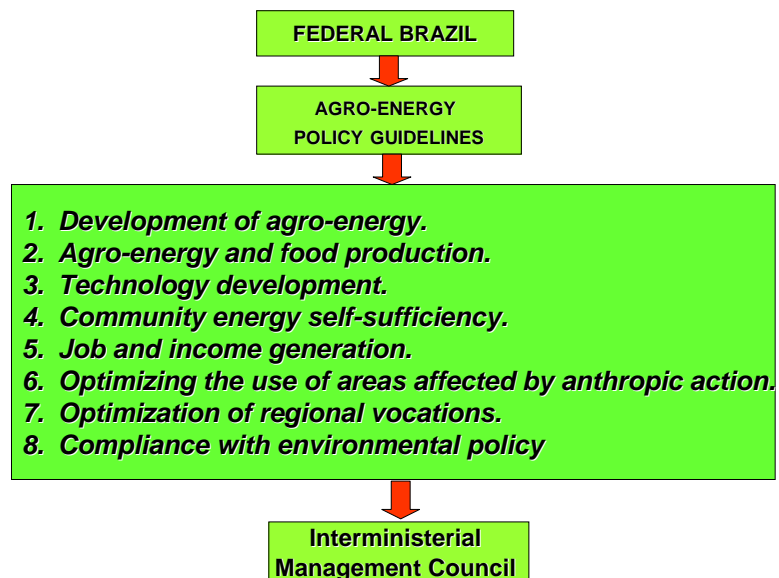 FEDERAL BRAZIL
AGRO-ENERGY
POLICY GUIDELINES
1. Development of agro-energy.
2. Agro-energy and food production.
3. Technology development.
4. Community energy self-sufficiency.
5. Job and income generation.
6. Optimizing the use of areas affected by anthropic action.
7. Optimization of regional vocations.
8. Compliance with environmental policy
Interministerial
Management Council